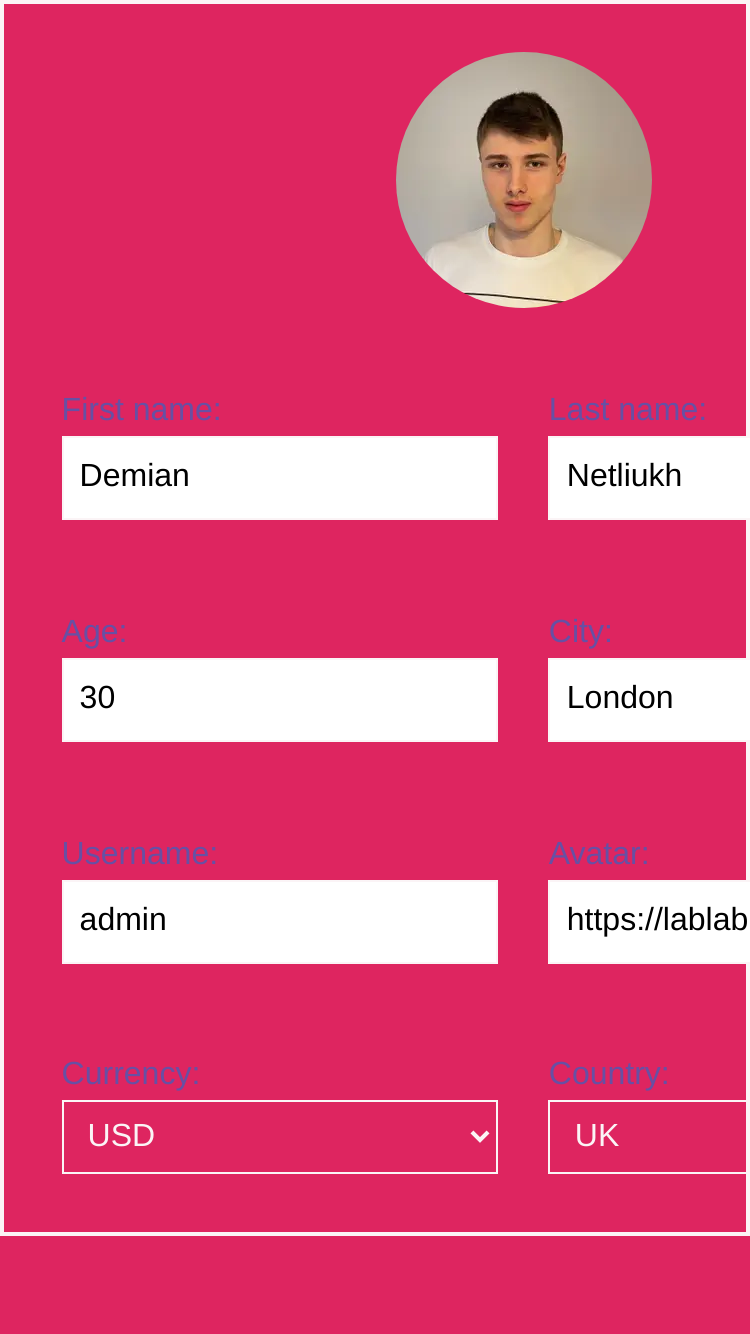 First name: Last name:
Demian Netliukh
Age: City:
30 London
Username: Avatar:
admin https://lablab
Currency: Country:
USD UK